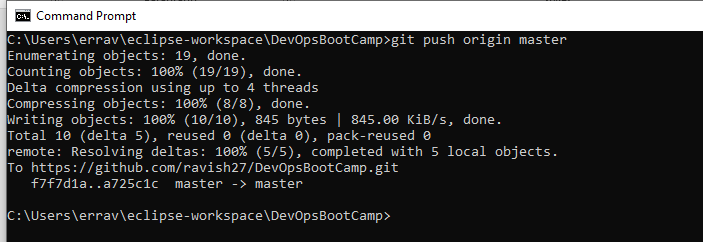 Command Prompt
C:\Users\errav\eclipse-workspace\DevOpsBootCamp>git push origin master
Enumerating objects: 19, done.
Counting objects: 100% (19/19), done.
Delta compression using up to 4 threads
Compressing objects: 100% (8/8), done.
Writing objects: 100% (10/10), 845 bytes | 845.00 KiB/s, done.
Total 10 (delta 5), reused 0 (delta 0), pack-reused 0
remote: Resolving deltas: 100% (5/5), completed with 5 local objects.
To https://github.com/ravish27/DevOpsBootCamp.git
   f7f7d1a..a725c1c  master -> master
C:\Users\errav\eclipse-workspace\DevOpsBootCamp>